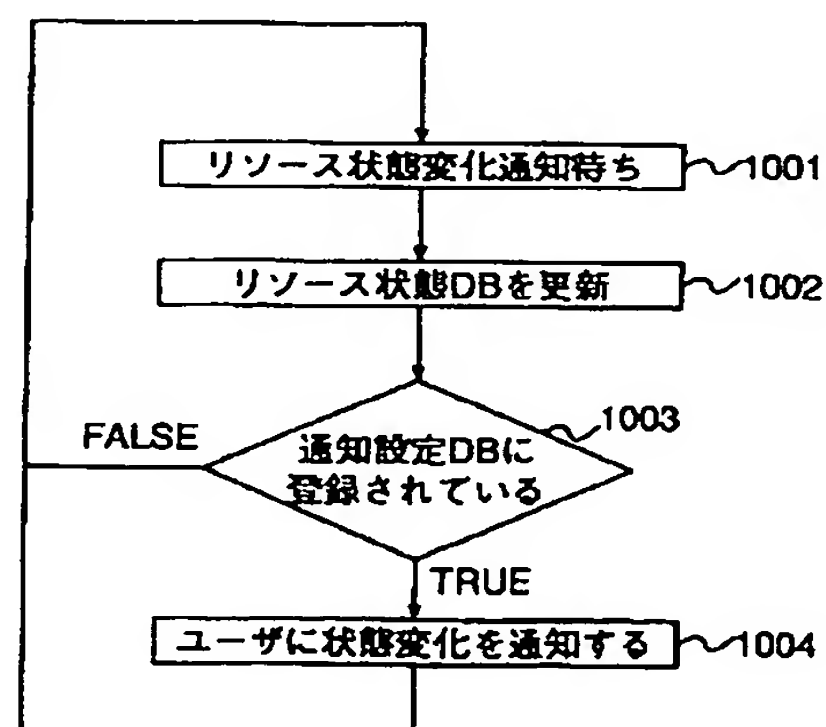 リソース状態変化通知待ち
1001
リソース状態DBを更新
1002
1003
通知設定DBに
登録されている
FALSE
TRUE
ユーザに状態変化を通知する
1004